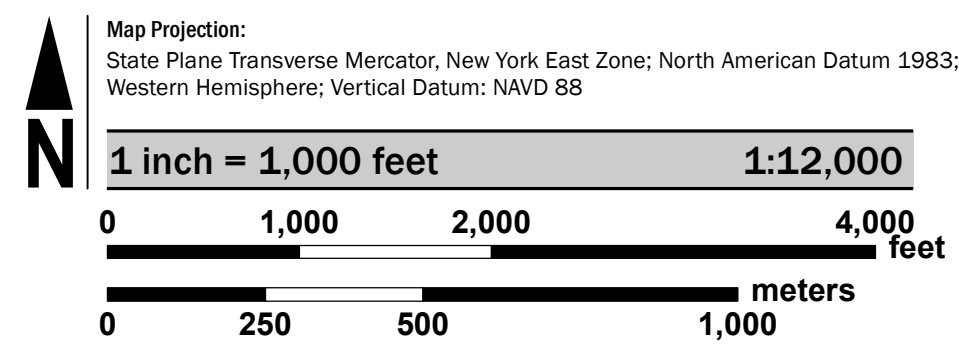 Map Projection:
State Plane Transverse Mercator, New York East Zone; North American Datum 1983;
Western Hemisphere; Vertical Datum: NAVD 88
N
1 inch = 1,000 feet 1:12,000
0 1,000 2,000 4,000
feet
meters
0 250 500 1,000